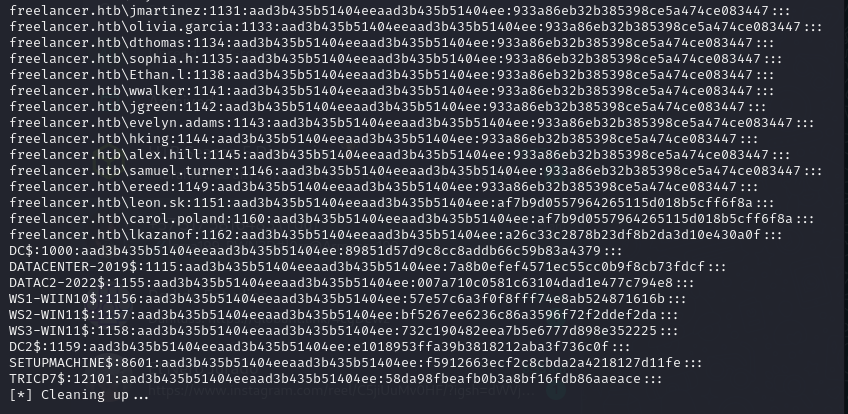 freelancer.htb\jmartinez:1131:aad3b435b51404eeaad3b435b51404ee:933a86eb32b385398ce5a474ce083447:::
freelancer.htb\olivia.garcia:1133:aad3b435b51404eeaad3b435b51404ee:933a86eb32b385398ce5a474ce083447:::
freelancer.htb\dthomas:1134:aad3b435b51404eeaad3b435b51404ee:933a86eb32b385398ce5a474ce083447:::
freelancer.htb\sophia.h:1135:aad3b435b51404eeaad3b435b51404ee:933a86eb32b385398ce5a474ce083447:::
freelancer.htb\Ethan.l:1138:aad3b435b51404eeaad3b435b51404ee:933a86eb32b385398ce5a474ce083447:::
freelancer.htb\wwalker:1141:aad3b435b51404eeaad3b435b51404ee:933a86eb32b385398ce5a474ce083447:::
freelancer.htb\jgreen:1142:aad3b435b51404eeaad3b435b51404ee:933a86eb32b385398ce5a474ce083447:::
freelancer.htb\evelyn.adams:1143:aad3b435b51404eeaad3b435b51404ee:933a86eb32b385398ce5a474ce083447:::
freelancer.htb\hking:1144:aad3b435b51404eeaad3b435b51404ee:933a86eb32b385398ce5a474ce083447:::
freelancer.htb\alex.hill:1145:aad3b435b51404eeaad3b435b51404ee:933a86eb32b385398ce5a474ce083447:::
freelancer.htb\samuel.turner:1146:aad3b435b51404eeaad3b435b51404ee:933a86eb32b385398ce5a474ce083447:::
freelancer.htb\ereed:1149:aad3b435b51404eeaad3b435b51404ee:933a86eb32b385398ce5a474ce083447:::
freelancer.htb\leon.sk:1151:aad3b435b51404eeaad3b435b51404ee:af7b9d0557964265115d018b5cff6f8a:::
freelancer.htb\carol.poland:1160:aad3b435b51404eeaad3b435b51404ee:af7b9d0557964265115d018b5cff6f8a:::
freelancer.htb\lkazanof:1162:aad3b435b51404eeaad3b435b51404ee:a26c33c2878b23df8b2da3d10e430a0f:::
DC$:1000:aad3b435b51404eeaad3b435b51404ee:89851d57d9c8cc8addb66c59b83a4379:::
DATACENTER-2019$:1115:aad3b435b51404eeaad3b435b51404ee:7a8b0efef4571ec55cc0b9f8cb73fdcf:::
DATAC2-2022$:1155:aad3b435b51404eeaad3b435b51404ee:007a710c0581c63104dad1e477c794e8:::
WS1-WIIN10$:1156:aad3b435b51404eeaad3b435b51404ee:57e57c6a3f0f8fff74e8ab524871616b:::
WS2-WIN11$:1157:aad3b435b51404eeaad3b435b51404ee:bf5267ee6236c86a3596f72f2ddef2da:::
WS3-WIN11$:1158:aad3b435b51404eeaad3b435b51404ee:732c190482eea7b5e6777d898e352225:::
DC2$:1159:aad3b435b51404eeaad3b435b51404ee:e1018953ffa39b3818212aba3f736c0f:::
SETUPMACHINE$:8601:aad3b435b51404eeaad3b435b51404ee:f5912663ecf2c8cbda2a4218127d11fe:::
TRICP7$:12101:aad3b435b51404eeaad3b435b51404ee:58da98fbeafb0b3a8bf16fdb86aaeace:::
[*] Cleaning up...